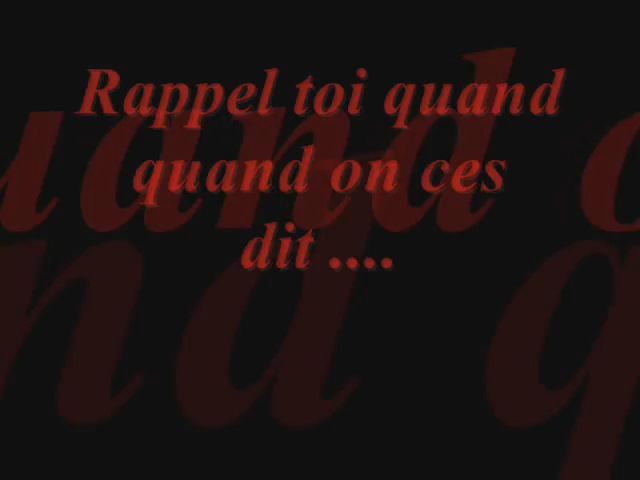 Rappel toi quand
quand on ces
dit ....